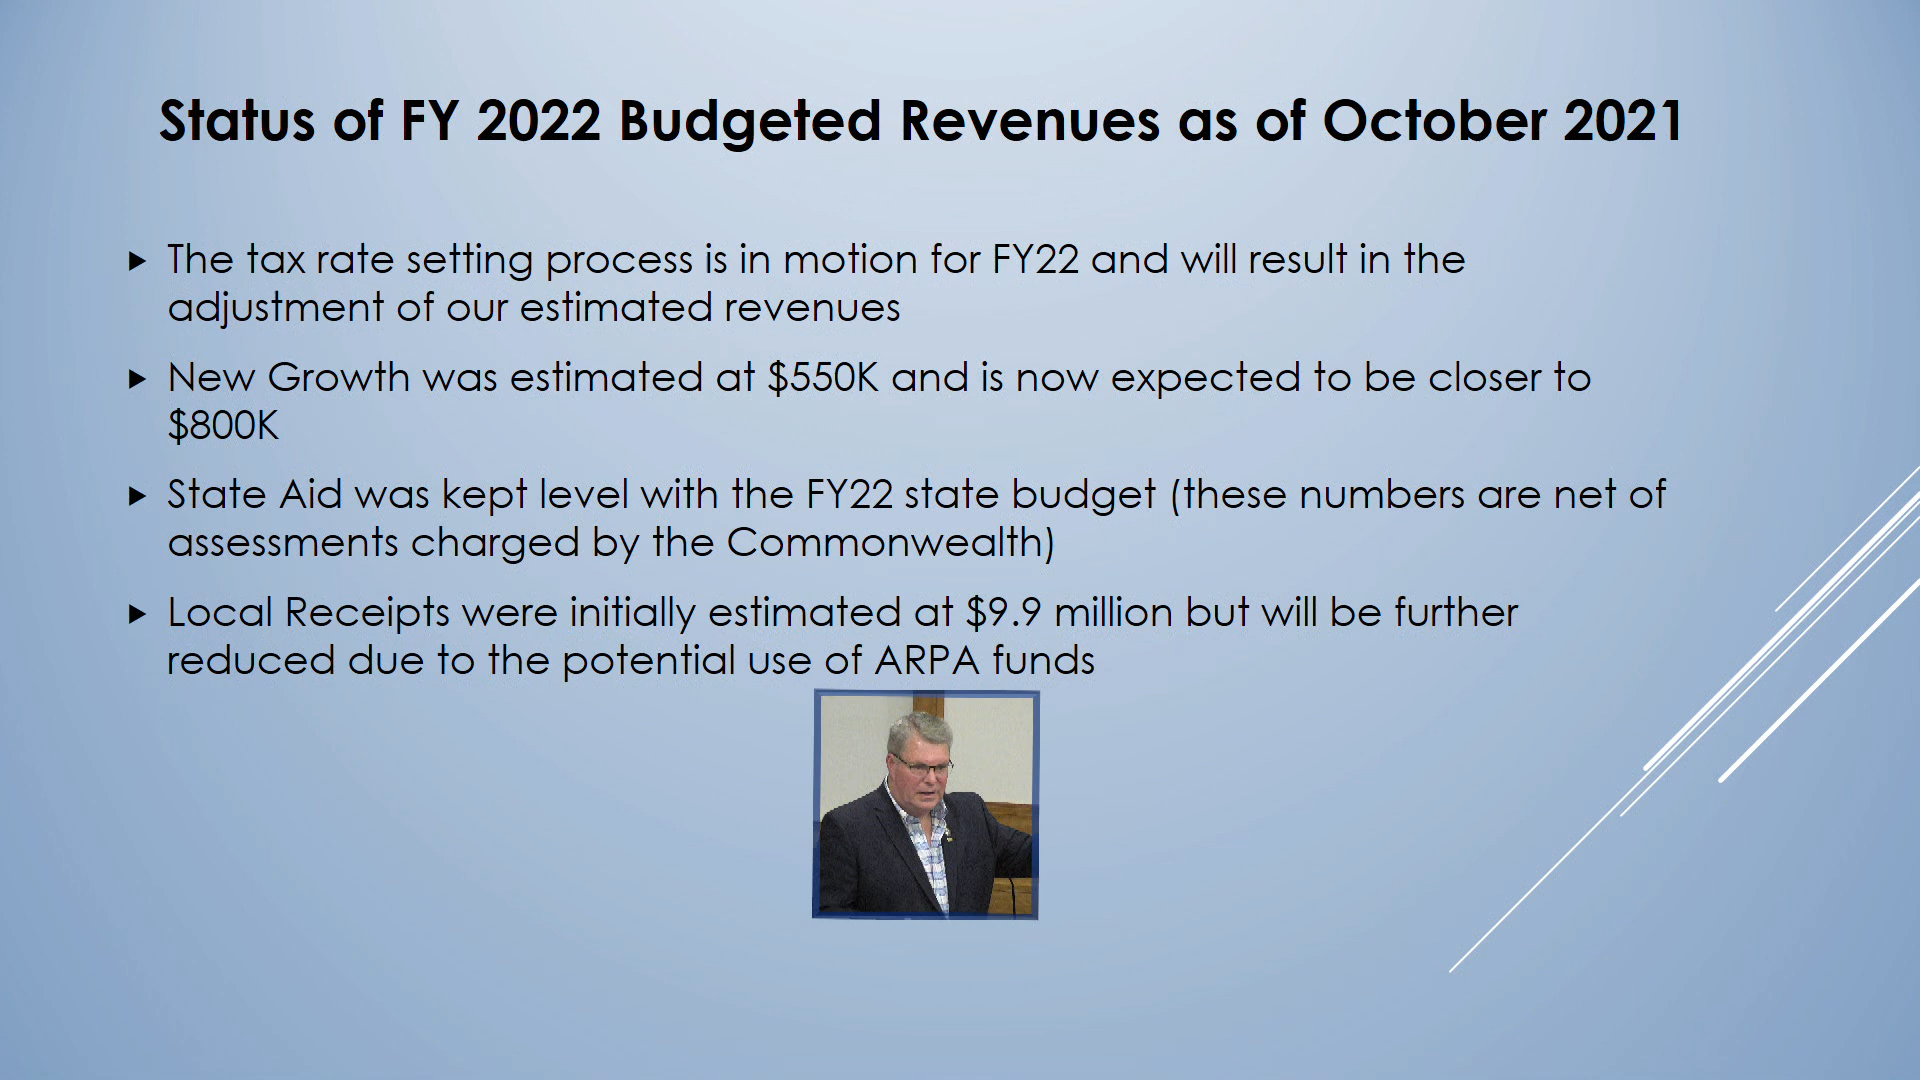 Status of FY 2022 Budgeted Revenues as of October 2021
The tax rate setting process is in motion for FY22 and will result in the
adjustment of our estimated revenues
New Growth was estimated at $550K and is now expected to be closer to
$800K
State Aid was kept level with the FY22 state budget (these numbers are net of
assessments charged by the Commonwealth)
Local Receipts were initially estimated at $9.9 million but will be further
reduced due to the potential use of ARPA funds